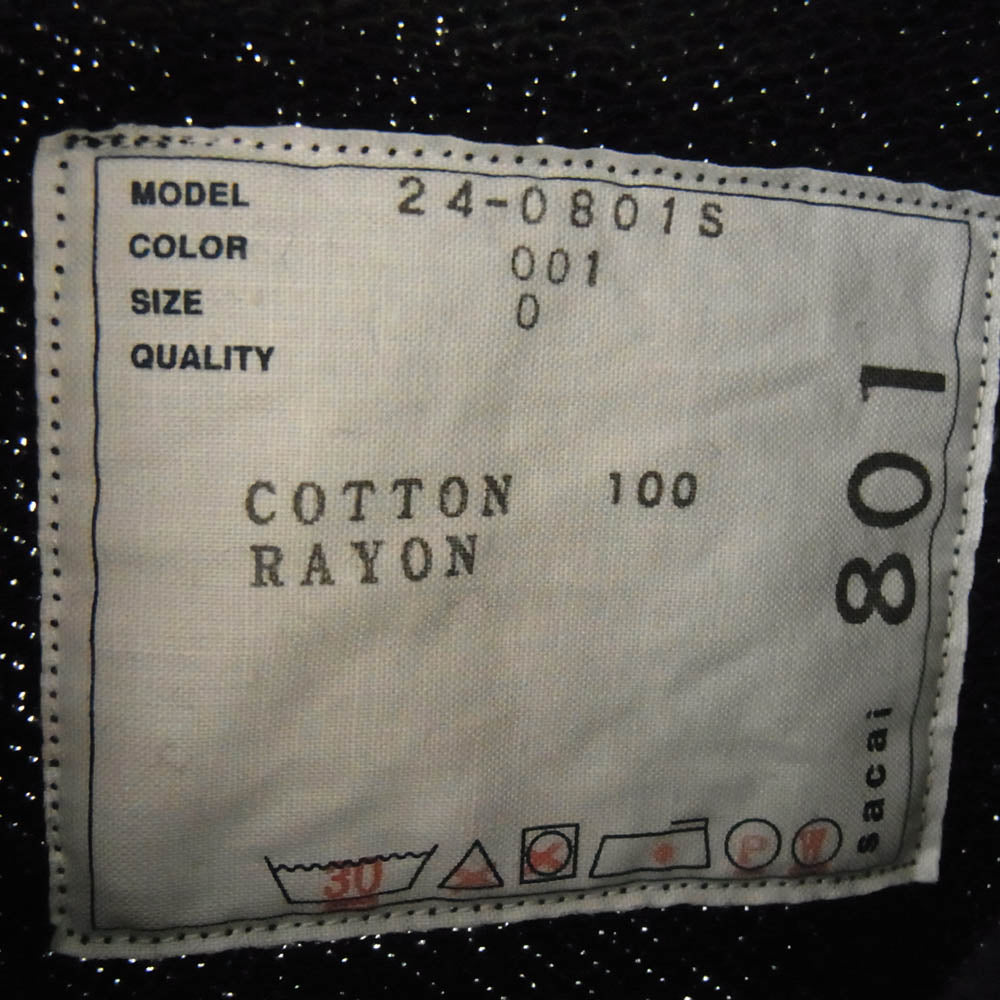 MODEL 24-0801S
COLOR 001
SIZE 0
QUALITY
COTTON 100
RAYON
801
sacai
30
P W